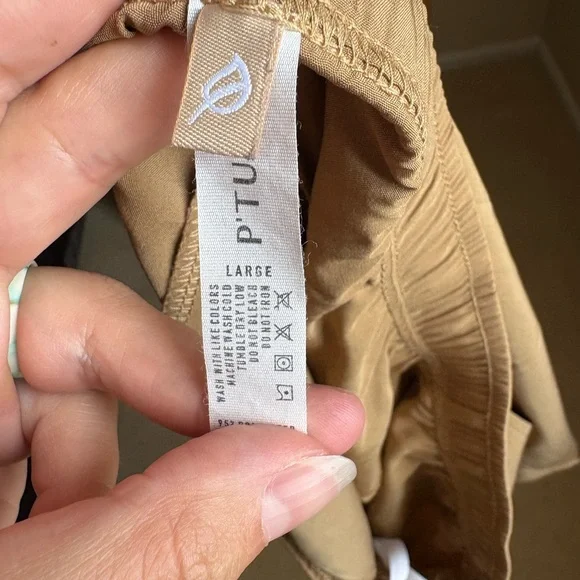 P'TU
LARGE
WASH WITH LIKE COLORS
MACHINE WASH COLD
TUMBLE DRY LOW
DO NOT BLEACH
DO NOT IRON